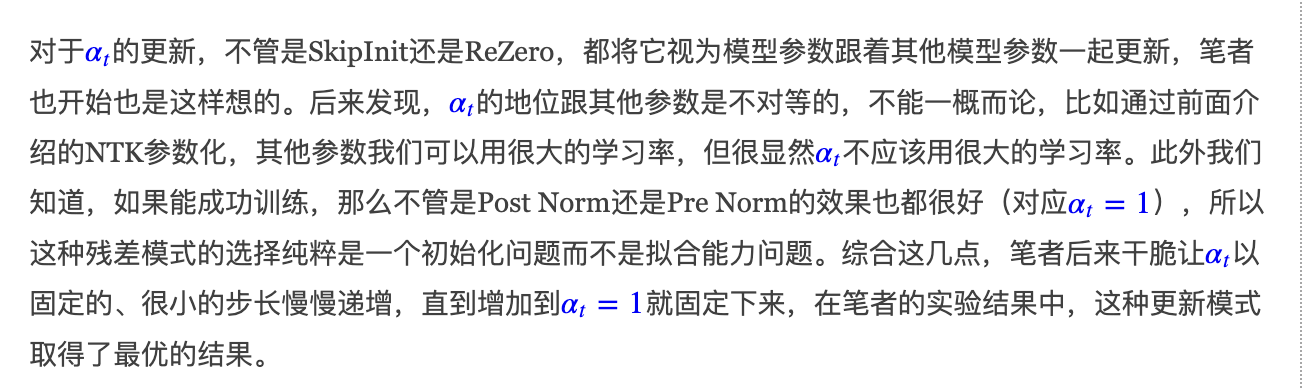 对于αt的更新，不管是SkipInit还是ReZero，都将它视为模型参数跟着其他模型参数一起更新，笔者
也开始也是这样想的。后来发现，αt的地位跟其他参数是不对等的，不能一概而论，比如通过前面介
绍的NTK参数化，其他参数我们可以用很大的学习率，但很显然αt不应该用很大的学习率。此外我们
知道，如果能成功训练，那么不管是Post Norm还是Pre Norm的效果也都很好（对应αt = 1），所以
这种残差模式的选择纯粹是一个初始化问题而不是拟合能力问题。综合这几点，笔者后来干脆让αt以
固定的、很小的步长慢慢递增，直到增加到αt = 1就固定下来，在笔者的实验结果中，这种更新模式
取得了最优的结果。